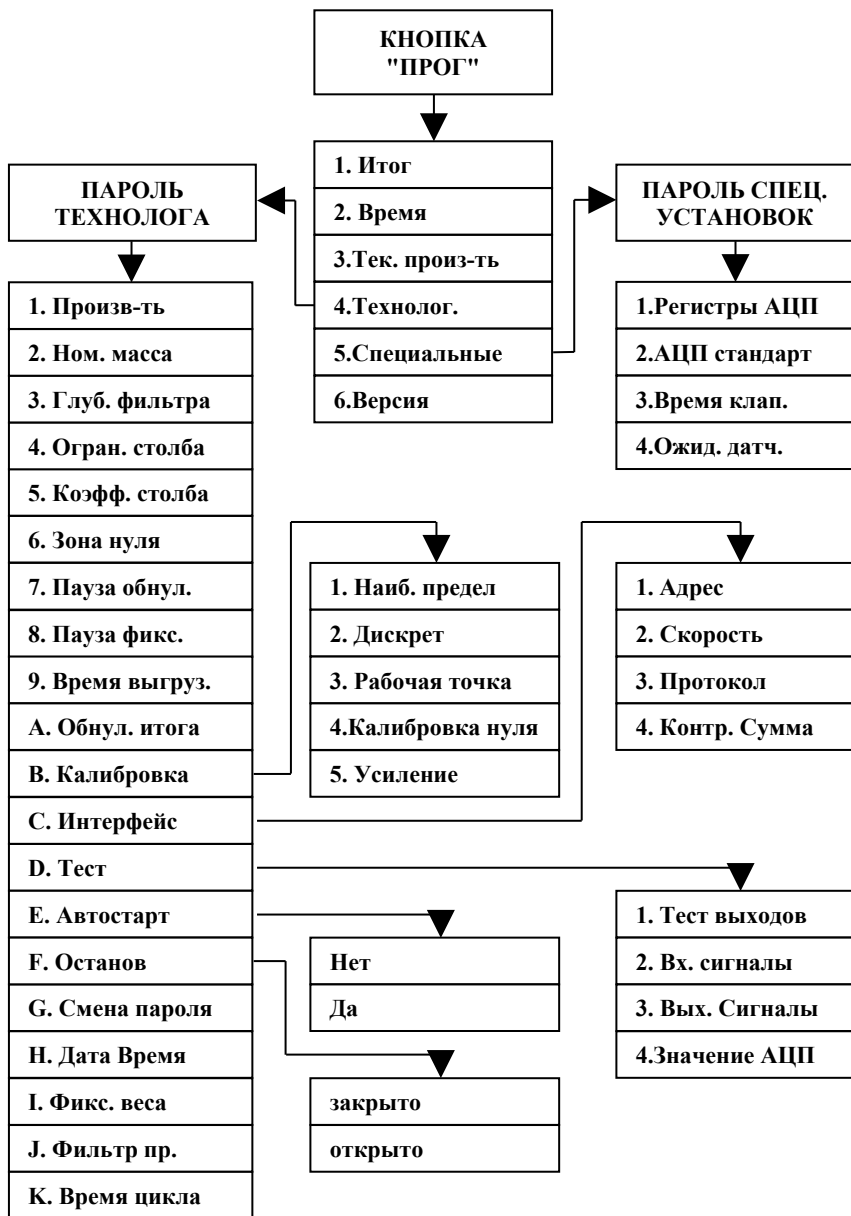 КНОПКА
"ПРОГ"
1. Итог
2. Время
3.Тек. произ-ть
4.Технолог.
5.Специальные
6.Версия
ПАРОЛЬ
ТЕХНОЛОГА
1. Произв-ть
2. Ном. масса
3. Глуб. фильтра
4. Огран. столба
5. Коэфф. столба
6. Зона нуля
7. Пауза обнул.
8. Пауза фикс.
9. Время выгруз.
A. Обнул. итога
B. Калибровка
C. Интерфейс
D. Тест
E. Автостарт
F. Останов
G. Смена пароля
H. Дата Время
I. Фикс. веса
J. Фильтр пр.
K. Время цикла
ПАРОЛЬ СПЕЦ.
УСТАНОВОК
1.Регистры АЦП
2.АЦП стандарт
3.Время клап.
4.Ожид. датч.
1. Наиб. предел
2. Дискрет
3. Рабочая точка
4.Калибровка нуля
5. Усиление
1. Адрес
2. Скорость
3. Протокол
4. Контр. Сумма
1. Тест выходов
2. Вх. сигналы
3. Вых. Сигналы
4.Значение АЦП
Нет
Да
закрыто
открыто